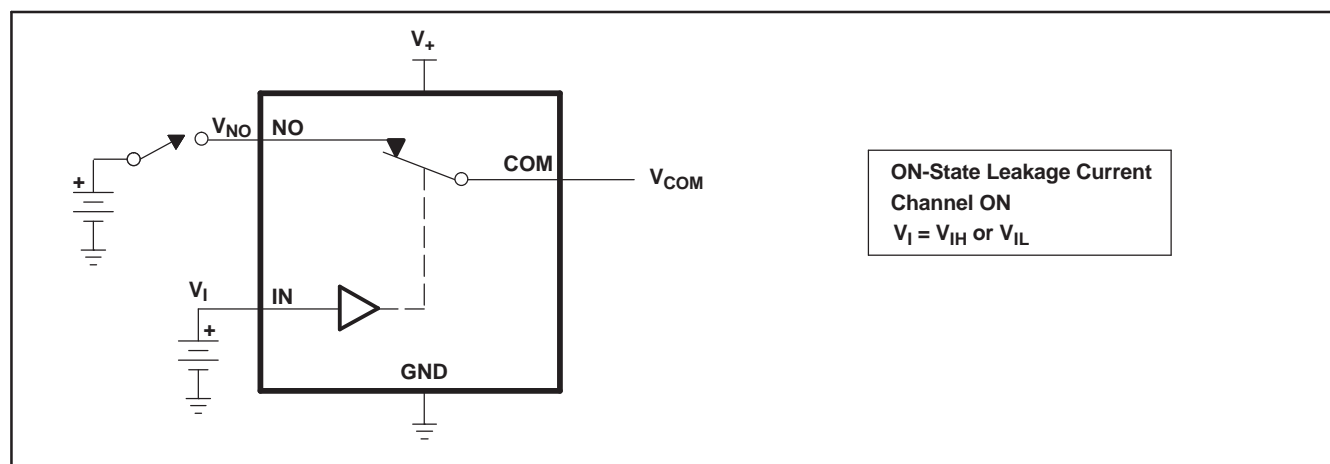 V+
VNO NO
COM
VCOM
+
ON-State Leakage Current
Channel ON
VI = VIH or VIL
VI IN
+
GND